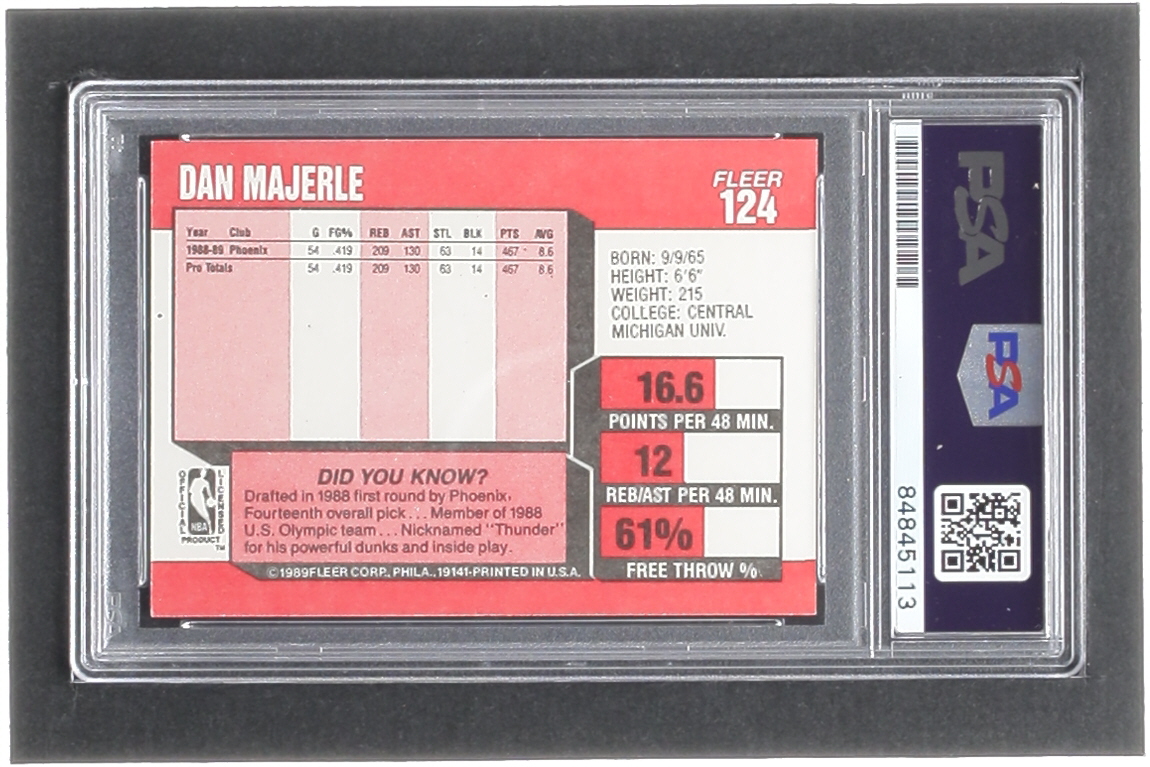 DAN MAJERLE
FLEER
124
Year Club G FG% REB AST STL BLK PTS AVG
1988-89 Phoenix 54 .419 209 130 63 14 467 8.6
Pro Totals 54 .419 209 130 63 14 467 8.6
BORN: 9/9/65
HEIGHT: 6'6"
WEIGHT: 215
COLLEGE: CENTRAL
MICHIGAN UNIV.
16.6
POINTS PER 48 MIN.
12
REB/AST PER 48 MIN.
61%
FREE THROW %
OFFICIAL
LICENSED
NBA
PRODUCT
TM
DID YOU KNOW?
Drafted in 1988 first round by Phoenix.
Fourteenth overall pick... Member of 1988
U.S. Olympic team... Nicknamed "Thunder"
for his powerful dunks and inside play.
©1989 FLEER CORP., PHILA., 19141-PRINTED IN U.S.A.
PSA
PSA
84845113